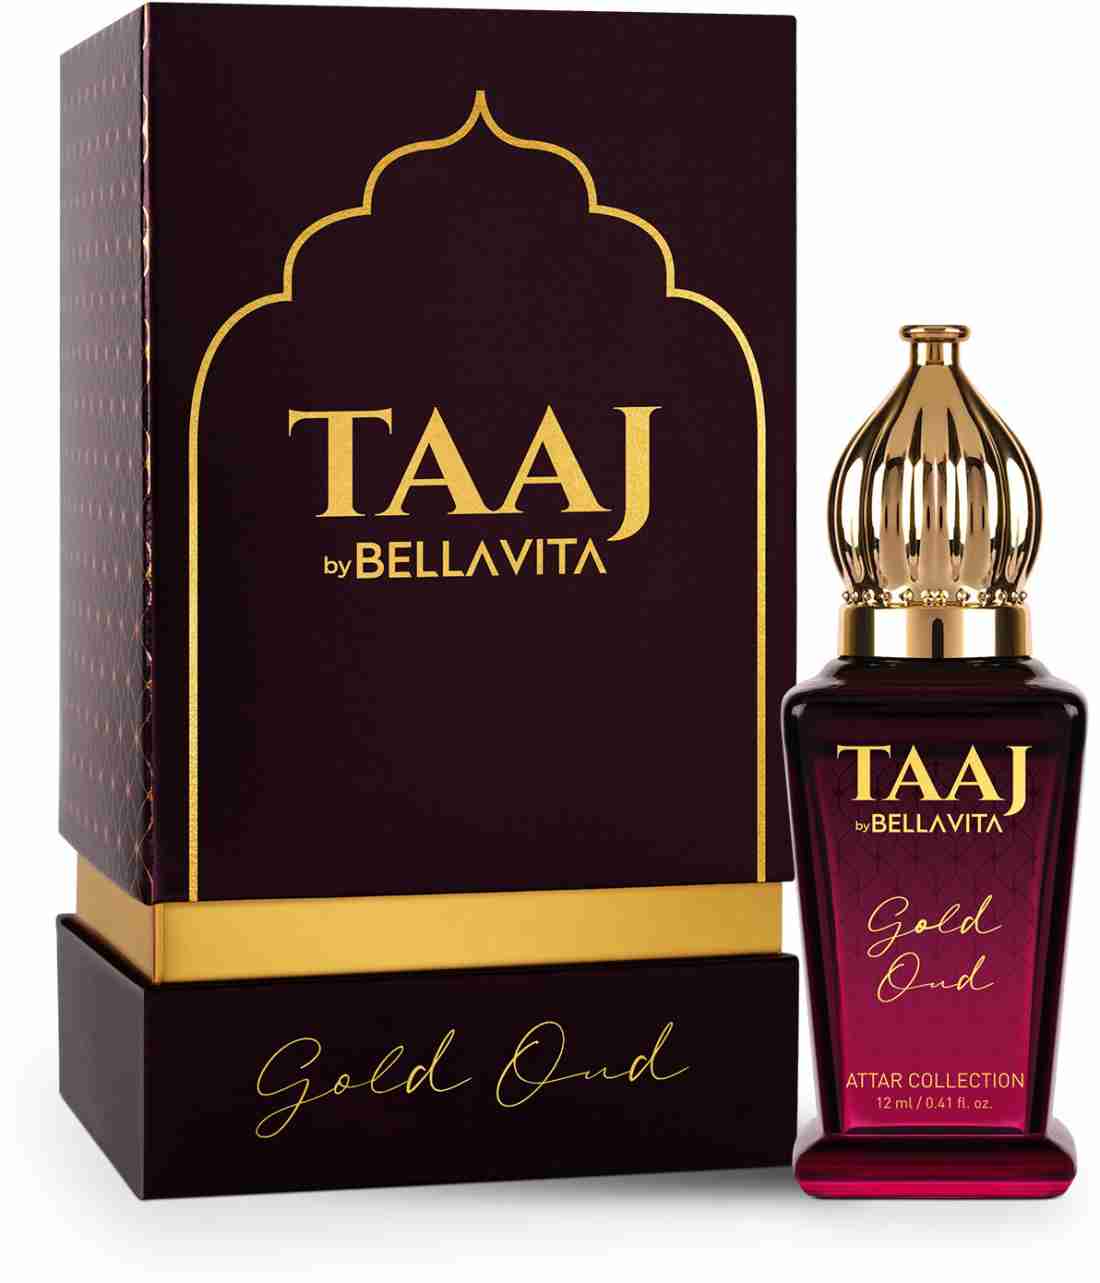 TAAJ
by BELLAVITA
Gold Oud
TAAJ
by BELLAVITA
Gold
Oud
ATTAR COLLECTION
12 ml / 0.41 fl. oz.